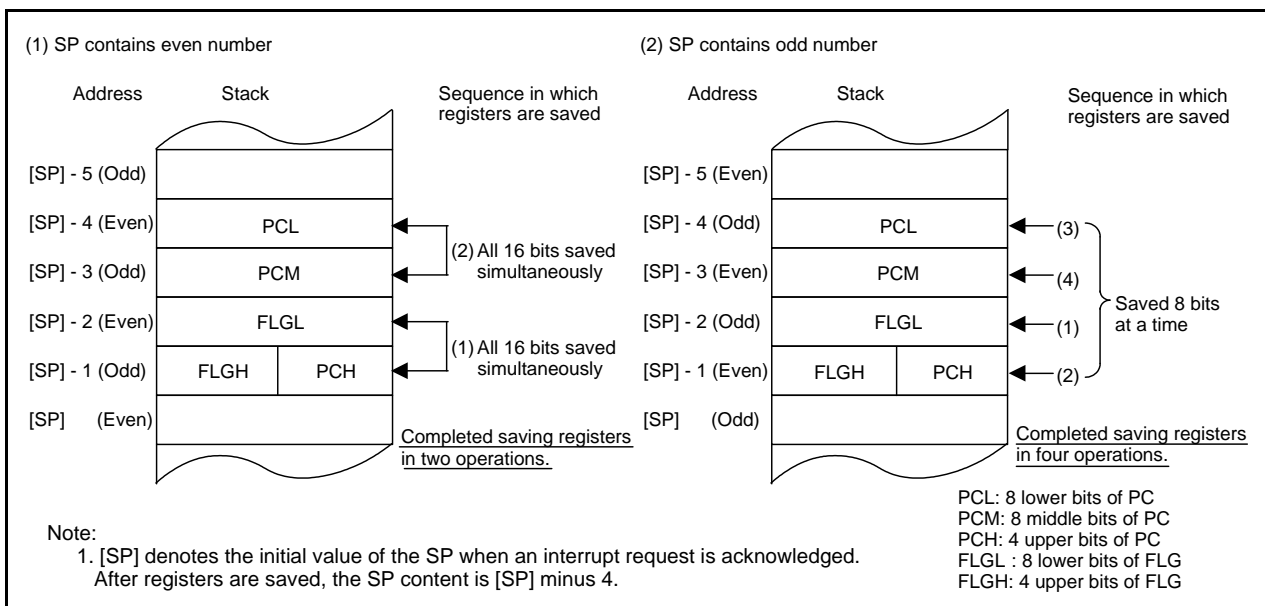 (1) SP contains even number
Address Stack Sequence in which
registers are saved
[SP] - 5 (Odd)
[SP] - 4 (Even) PCL
(2) All 16 bits saved
simultaneously
[SP] - 3 (Odd) PCM
[SP] - 2 (Even) FLGL
(1) All 16 bits saved
simultaneously
[SP] - 1 (Odd) FLGH PCH
[SP] (Even)
Completed saving registers
in two operations.
(2) SP contains odd number
Address Stack Sequence in which
registers are saved
[SP] - 5 (Even)
[SP] - 4 (Odd) PCL (3)
[SP] - 3 (Even) PCM (4)
Saved 8 bits
at a time
[SP] - 2 (Odd) FLGL (1)
[SP] - 1 (Even) FLGH PCH (2)
[SP] (Odd)
Completed saving registers
in four operations.
PCL: 8 lower bits of PC
PCM: 8 middle bits of PC
PCH: 4 upper bits of PC
FLGL : 8 lower bits of FLG
FLGH: 4 upper bits of FLG
Note:
1. [SP] denotes the initial value of the SP when an interrupt request is acknowledged.
After registers are saved, the SP content is [SP] minus 4.